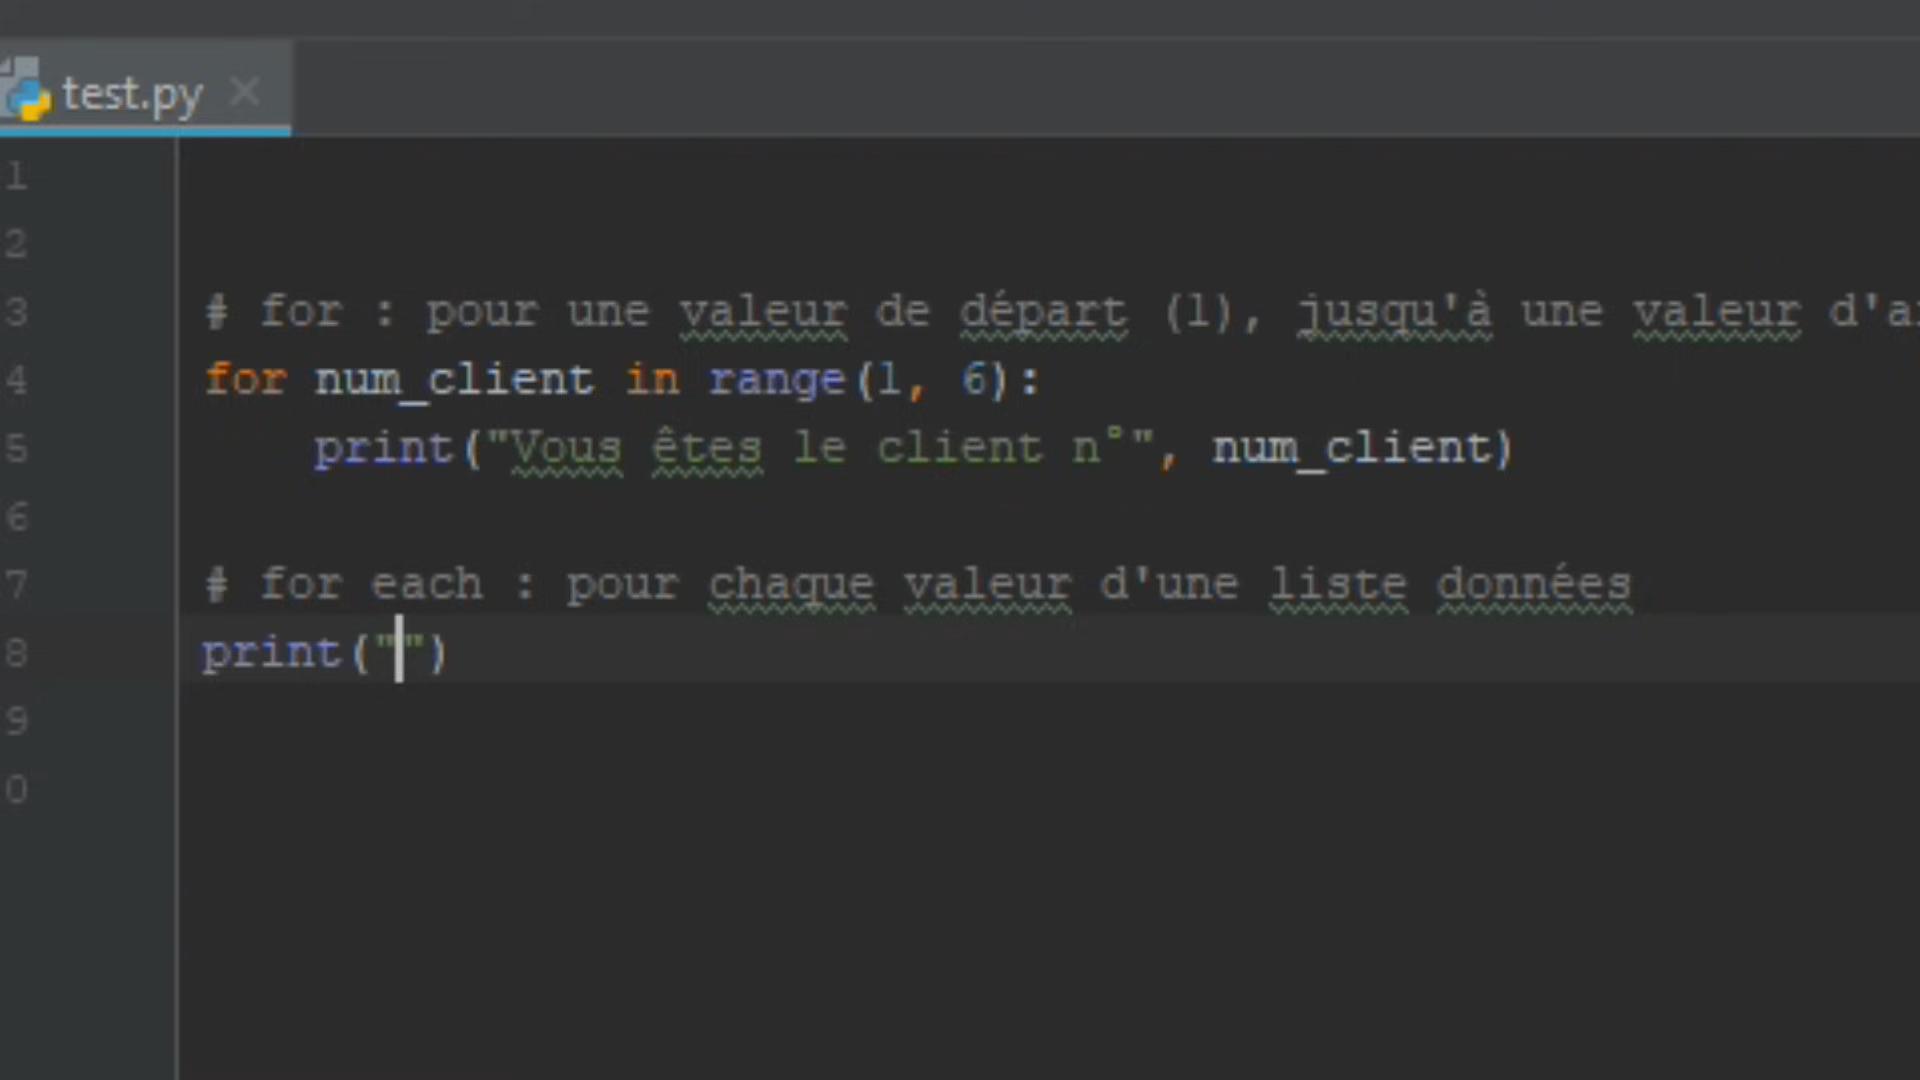 test.py
1
2
3 # for : pour une valeur de départ (1), jusqu'à une valeur
4 for num_client in range(1, 6):
5 print("Vous êtes le client n°", num_client)
6
7 # for each : pour chaque valeur d'une liste données
8 print("")
9
0